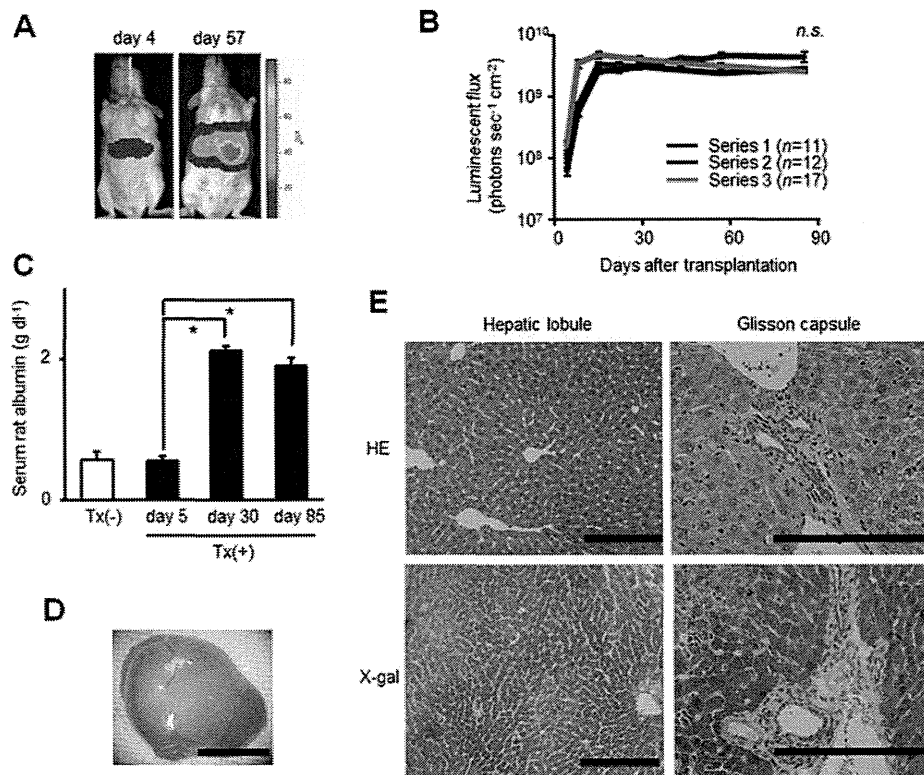 A
day 4 day 57
B
Luminescent flux
(photons sec⁻¹ cm⁻²)
10¹⁰
10⁹
10⁸
10⁷
n.s.
Series 1 (n=11)
Series 2 (n=12)
Series 3 (n=17)
0 30 60 90
Days after transplantation
C
Serum rat albumin (g dl⁻¹)
2
0
*
*
Tx(-) day 5 day 30 day 85
Tx(+)
D
E
Hepatic lobule Glisson capsule
HE
X-gal